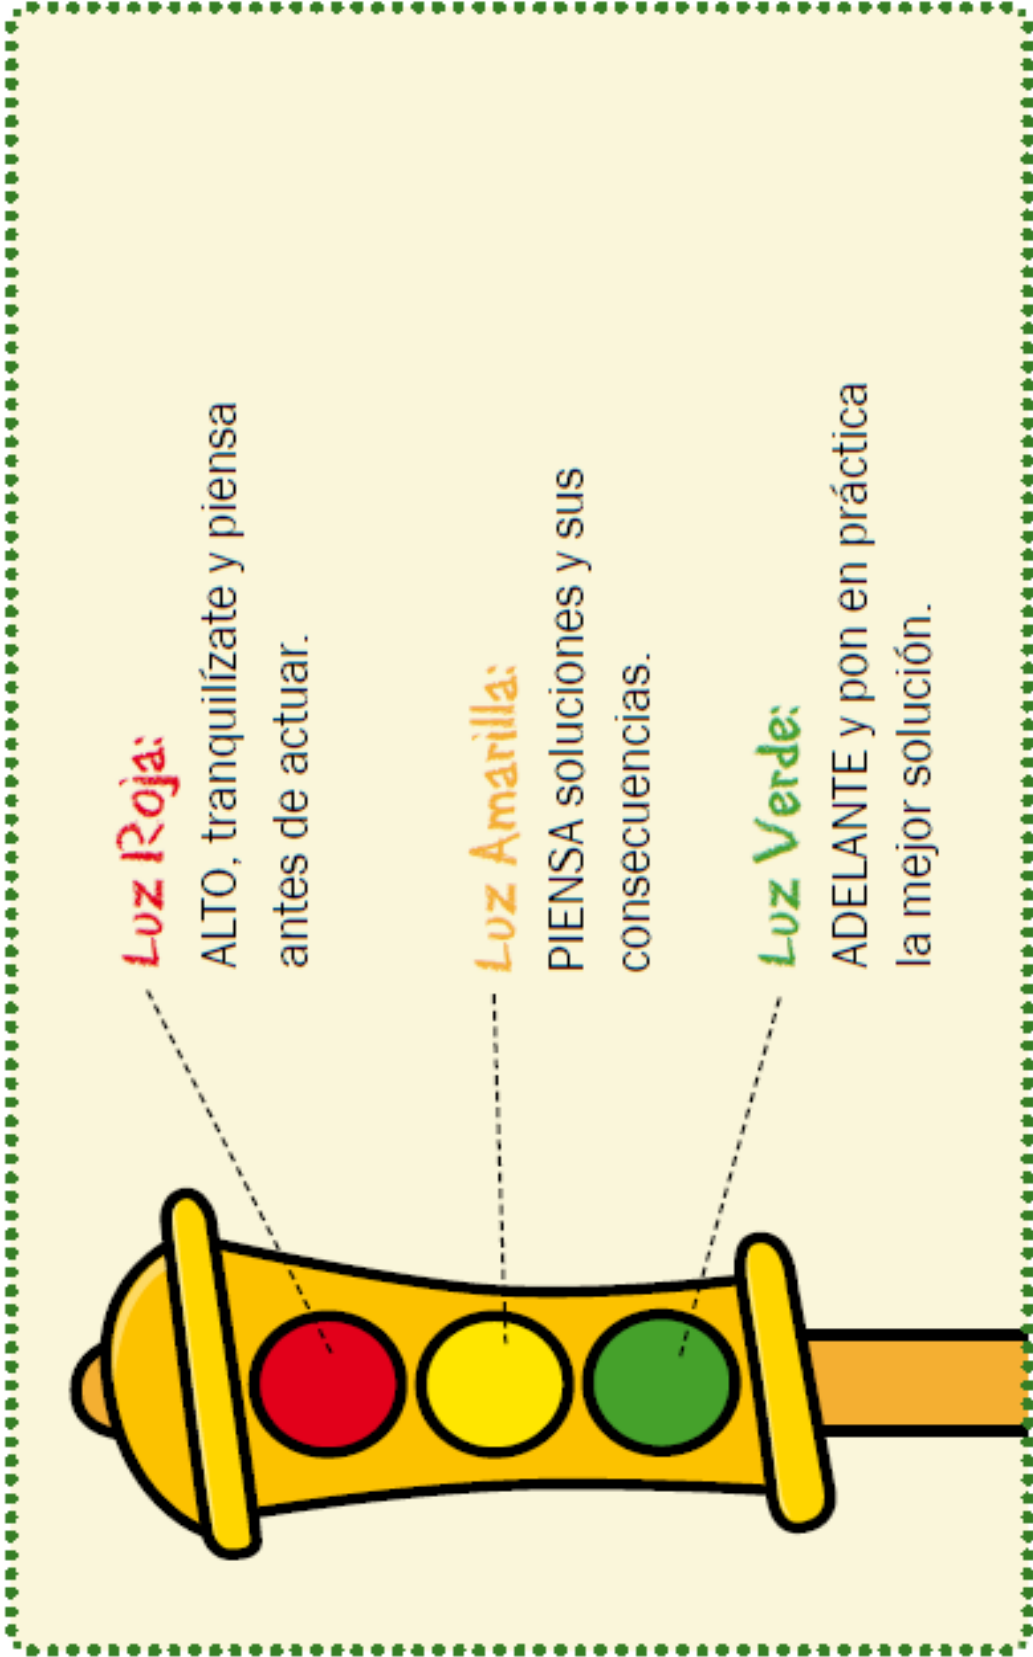 Luz Roja:
ALTO, tranquilízate y piensa
antes de actuar.
Luz Amarilla:
PIENSA soluciones y sus
consecuencias.
Luz Verde:
ADELANTE y pon en práctica
la mejor solución.